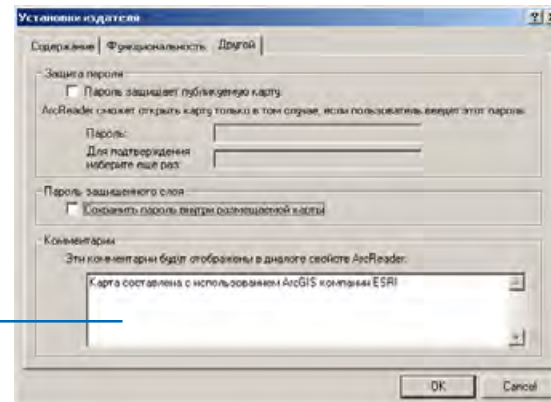 Установки издателя
Содержание Функциональность Другой
Защита пароля
Пароль защищает публикуемую карту.
ArcReader сможет открыть карту только в том случае, если пользователь введет этот пароль.
Пароль:
Для подтверждения
наберите еще раз:
Пароль защищенного слоя
Сохранить пароль внутри размещаемой карты
Комментарии
Эти комментарии будут отображены в диалоге свойств ArcReader:
Карта составлена с использованием ArcGIS компании ESRI
OK Cancel